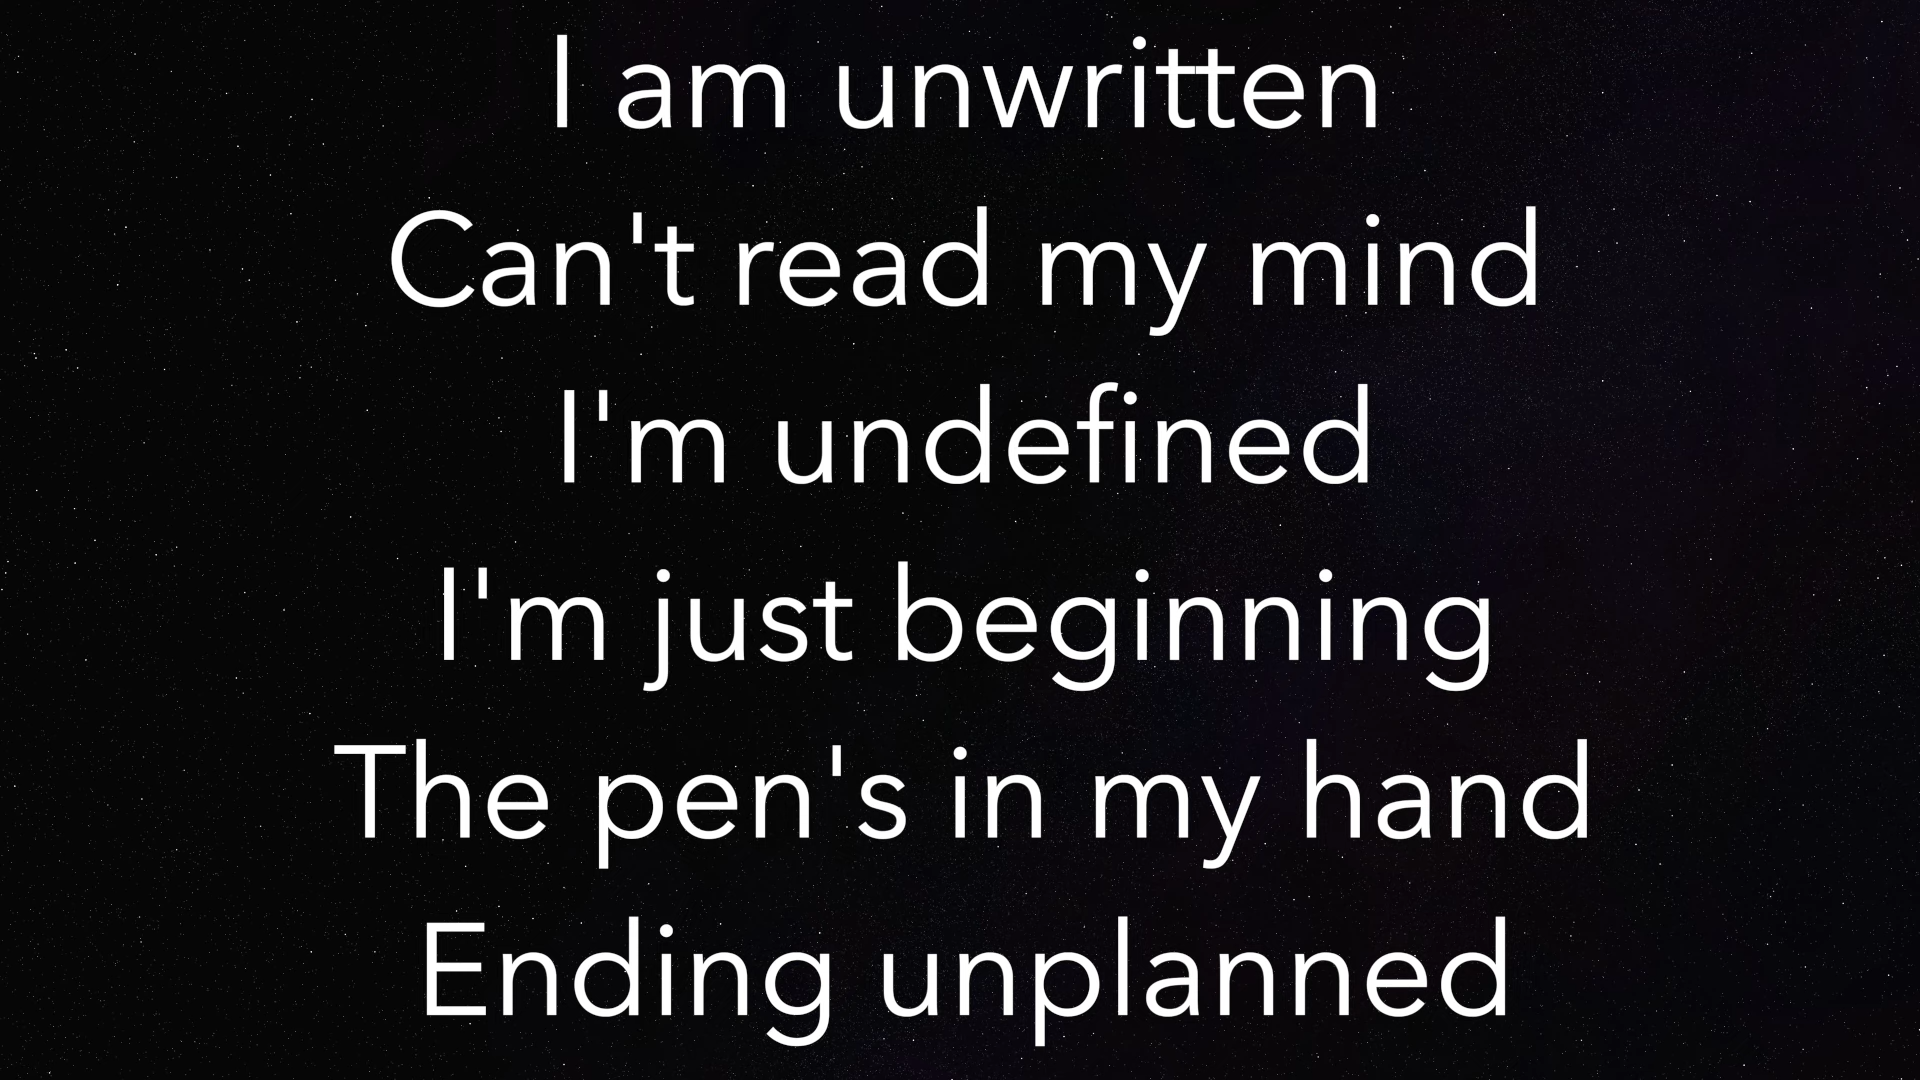 I am unwritten
Can't read my mind
I'm undefined
I'm just beginning
The pen's in my hand
Ending unplanned